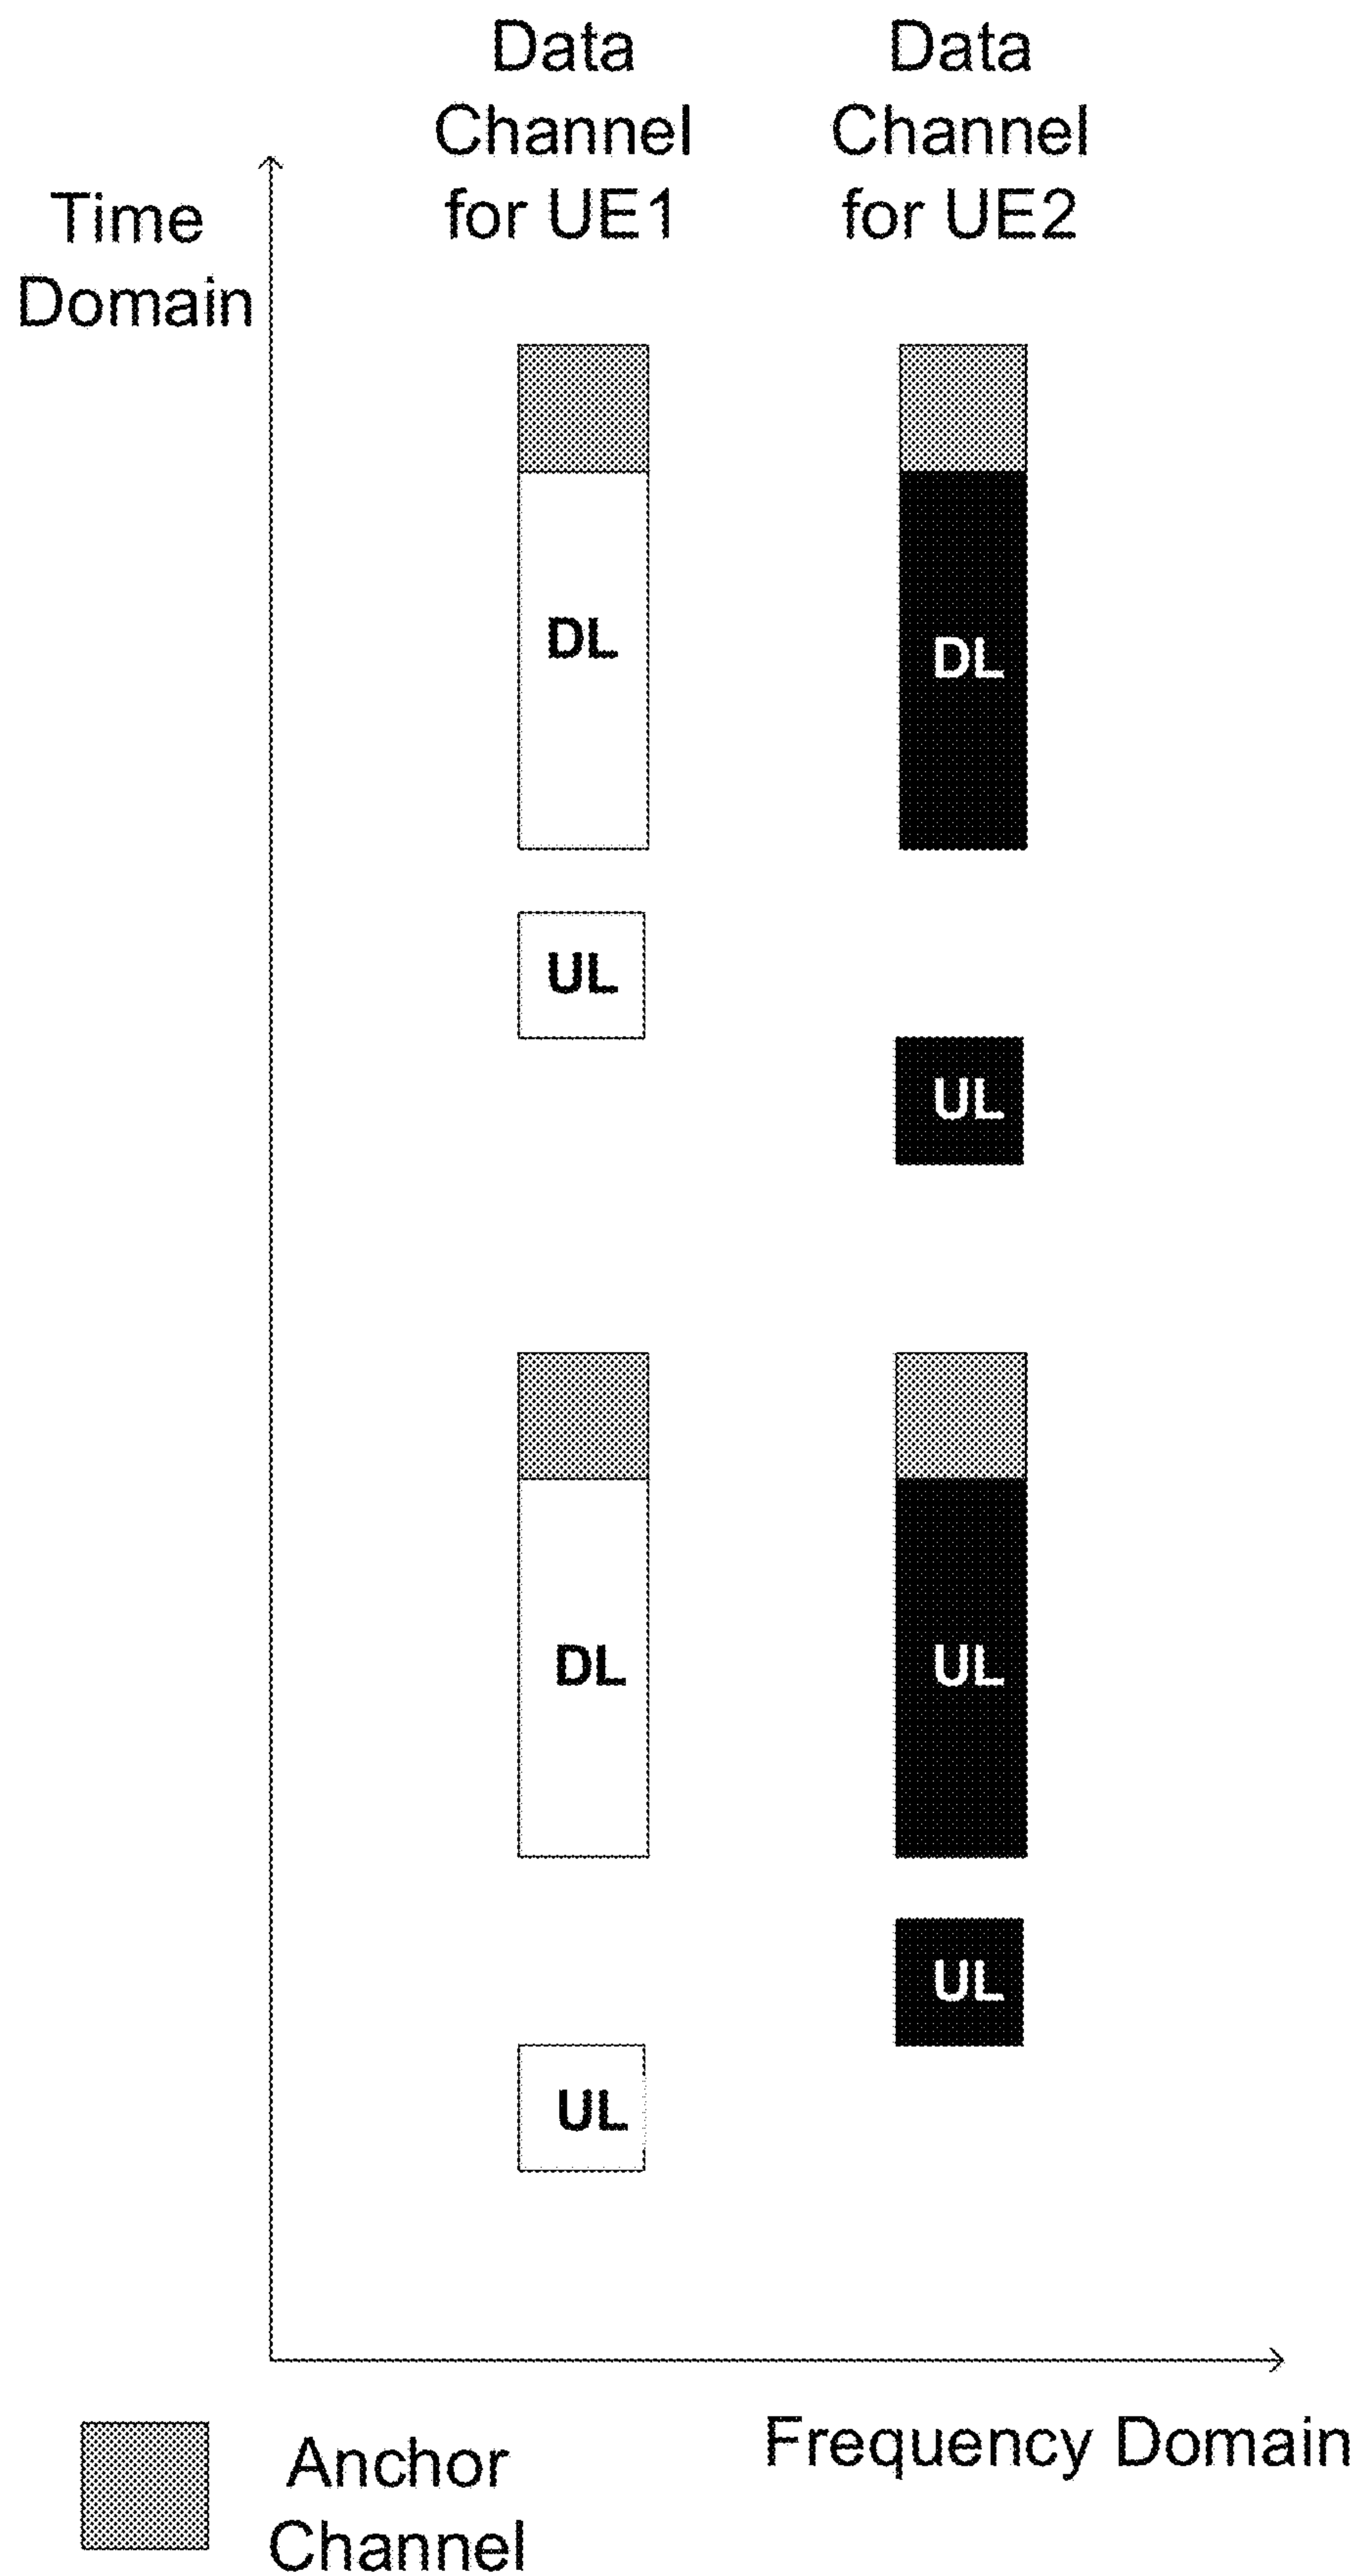 Data
Channel
for UE1
Data
Channel
for UE2
Time
Domain
DL
DL
UL
UL
DL
UL
UL
UL
Frequency Domain
Anchor
Channel